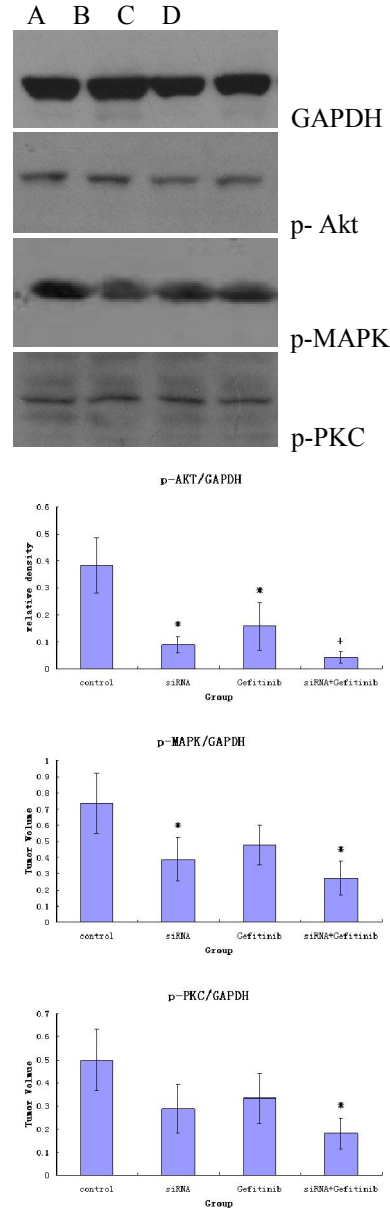 A B C D
GAPDH
p- Akt
p-MAPK
p-PKC
p-AKT/GAPDH
0.6
0.5
0.4
0.3
0.2
0.1
0
relative density
*
*
+
control siRNA Gefitinib siRNA+Gefitinib
Group
p-MAPK/GAPDH
1
0.9
0.8
0.7
0.6
0.5
0.4
0.3
0.2
0.1
0
Tumor Volume
*
*
control siRNA Gefitinib siRNA+Gefitinib
Group
p-PKC/GAPDH
0.7
0.6
0.5
0.4
0.3
0.2
0.1
0
Tumor Volmue
*
control siRNA Gefitinib siRNA+Gefitinib
Group